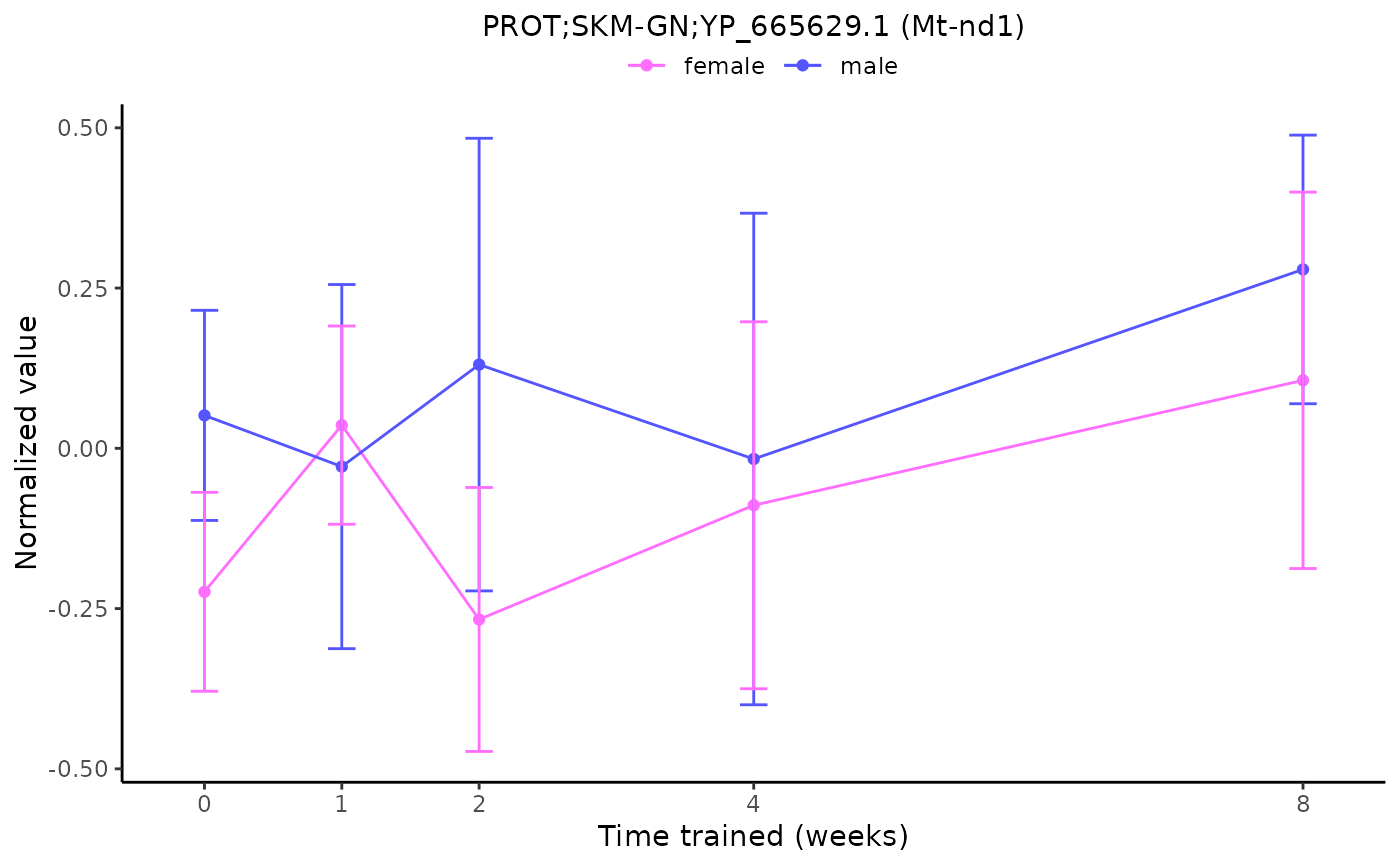 PROT;SKM-GN;YP_665629.1 (Mt-nd1)
female male
0.50
0.25
0.00
-0.25
-0.50
Normalized value
0 1 2 4 8
Time trained (weeks)